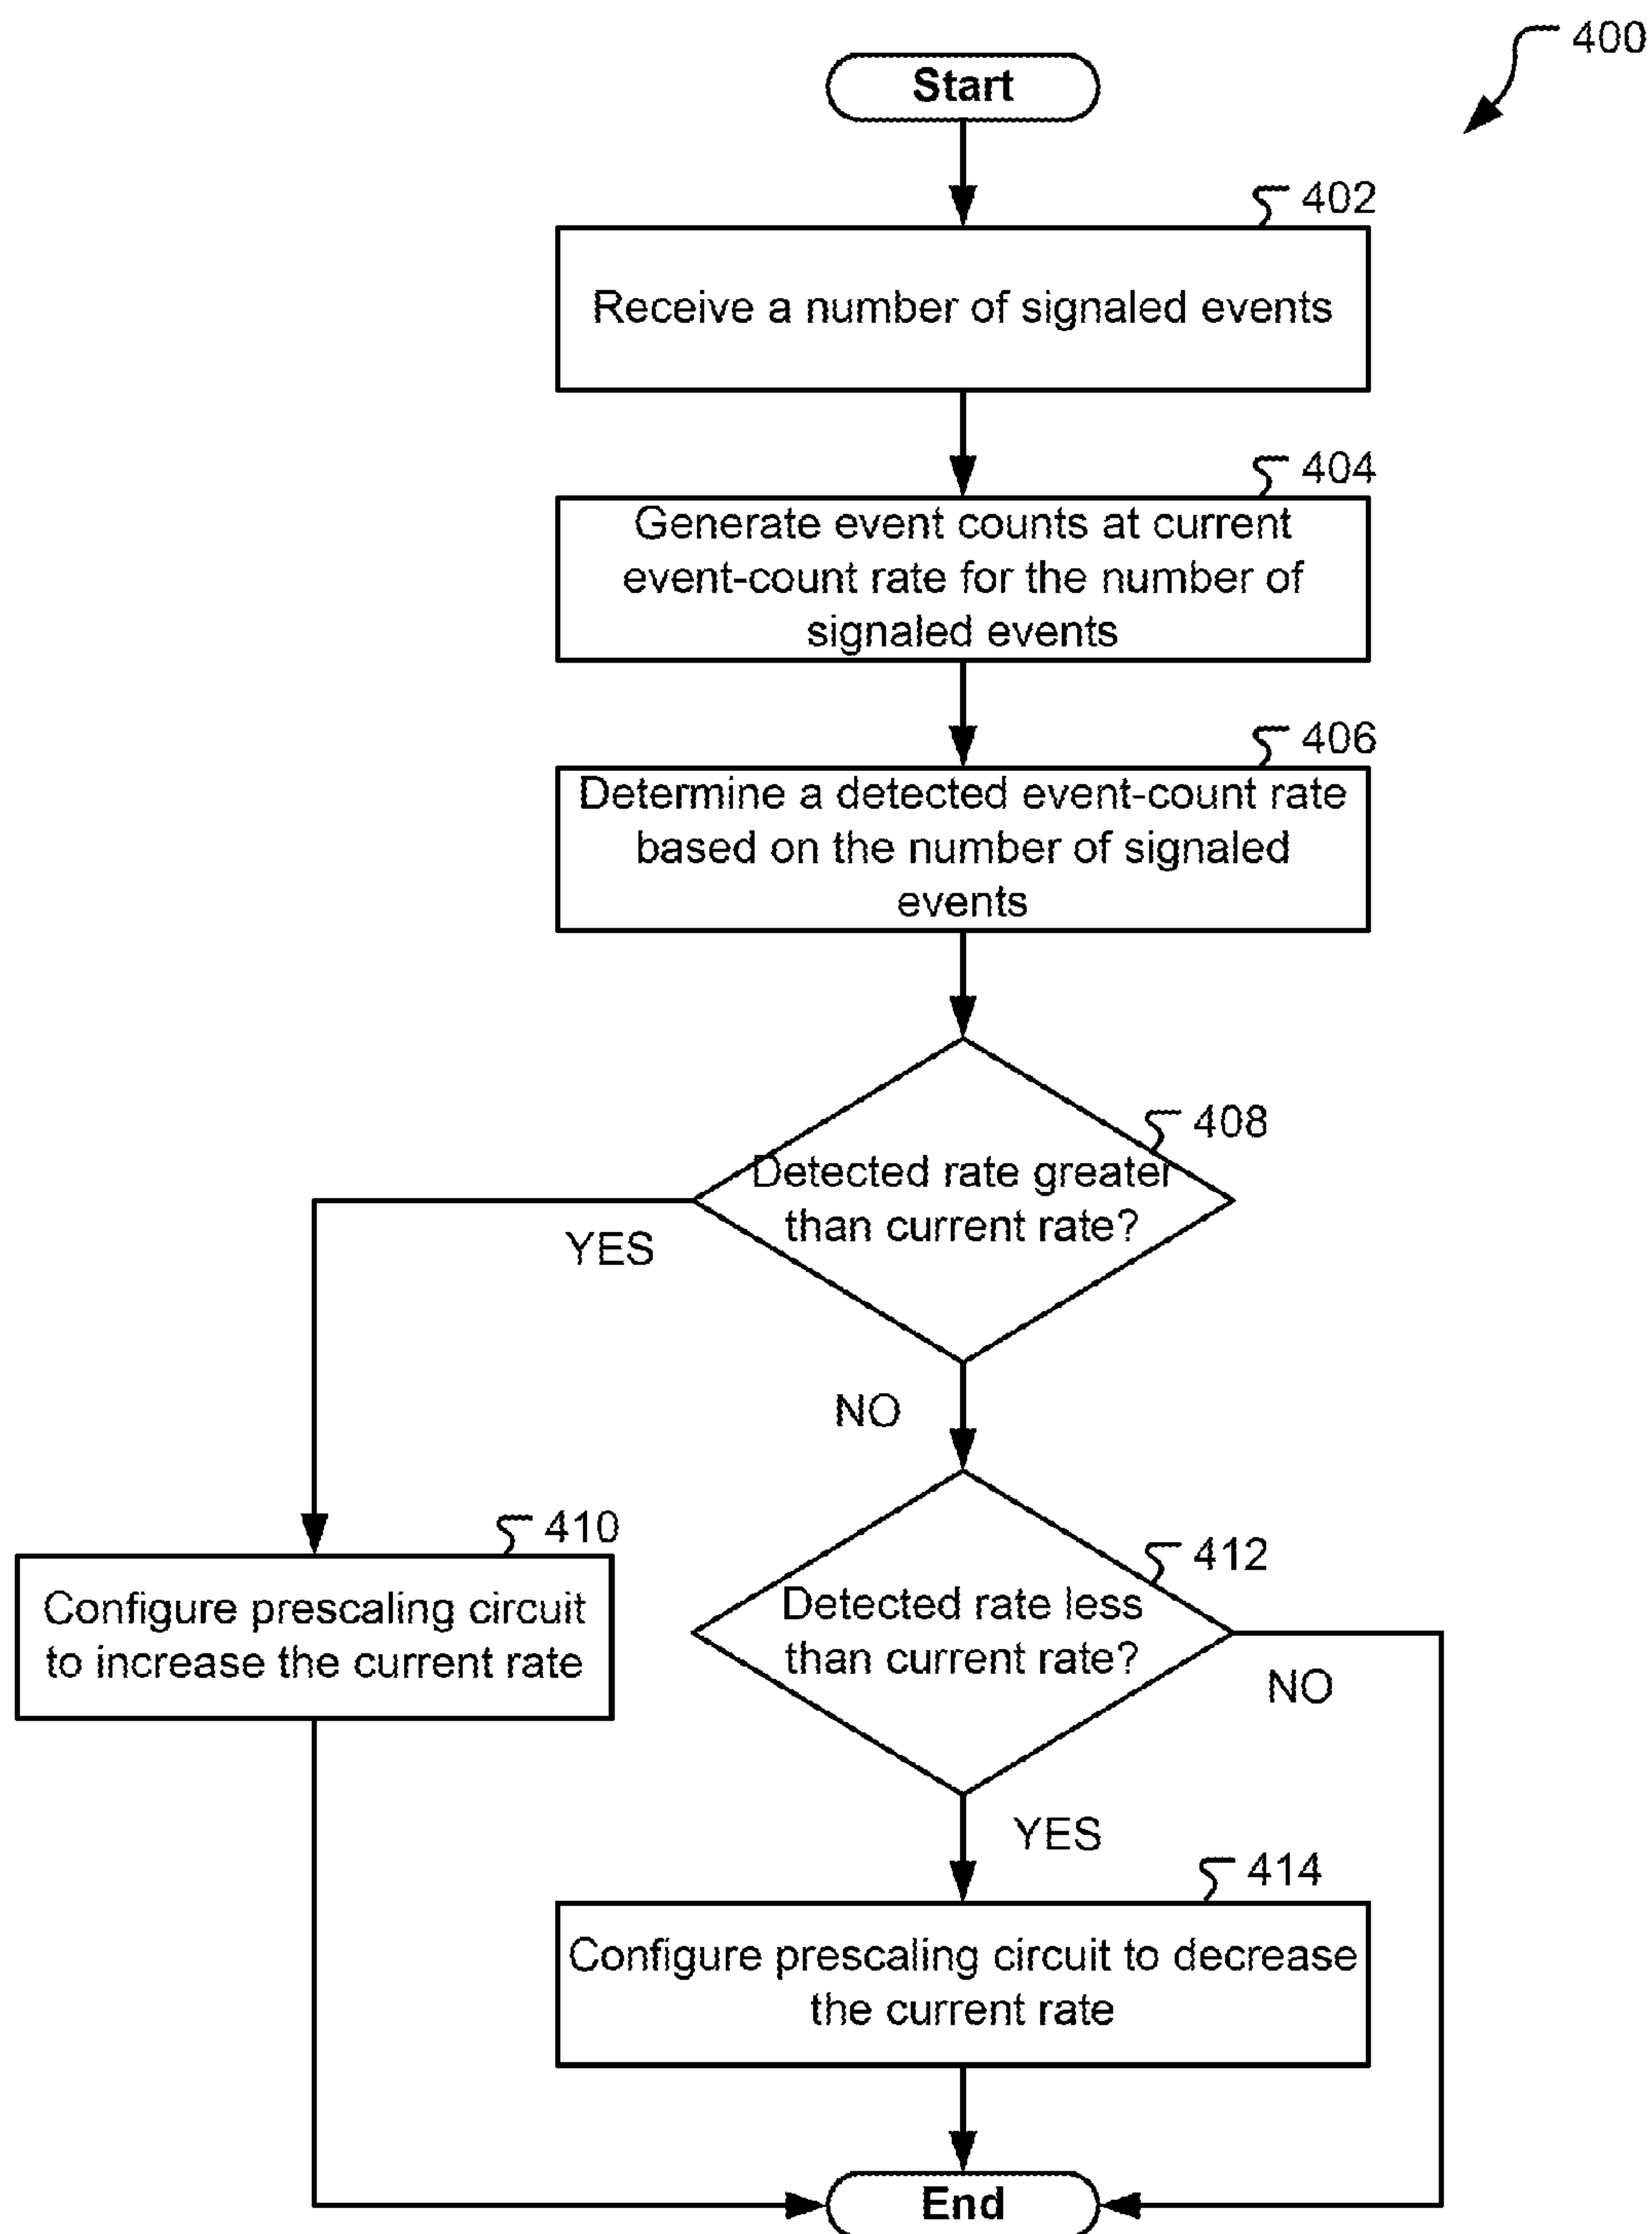 400
Start
402
Receive a number of signaled events
404
Generate event counts at current
event-count rate for the number of
signaled events
406
Determine a detected event-count rate
based on the number of signaled
events
408
Detected rate greater
than current rate?
YES
NO
410
Configure prescaling circuit
to increase the current rate
412
Detected rate less
than current rate?
NO
YES
414
Configure prescaling circuit to decrease
the current rate
End